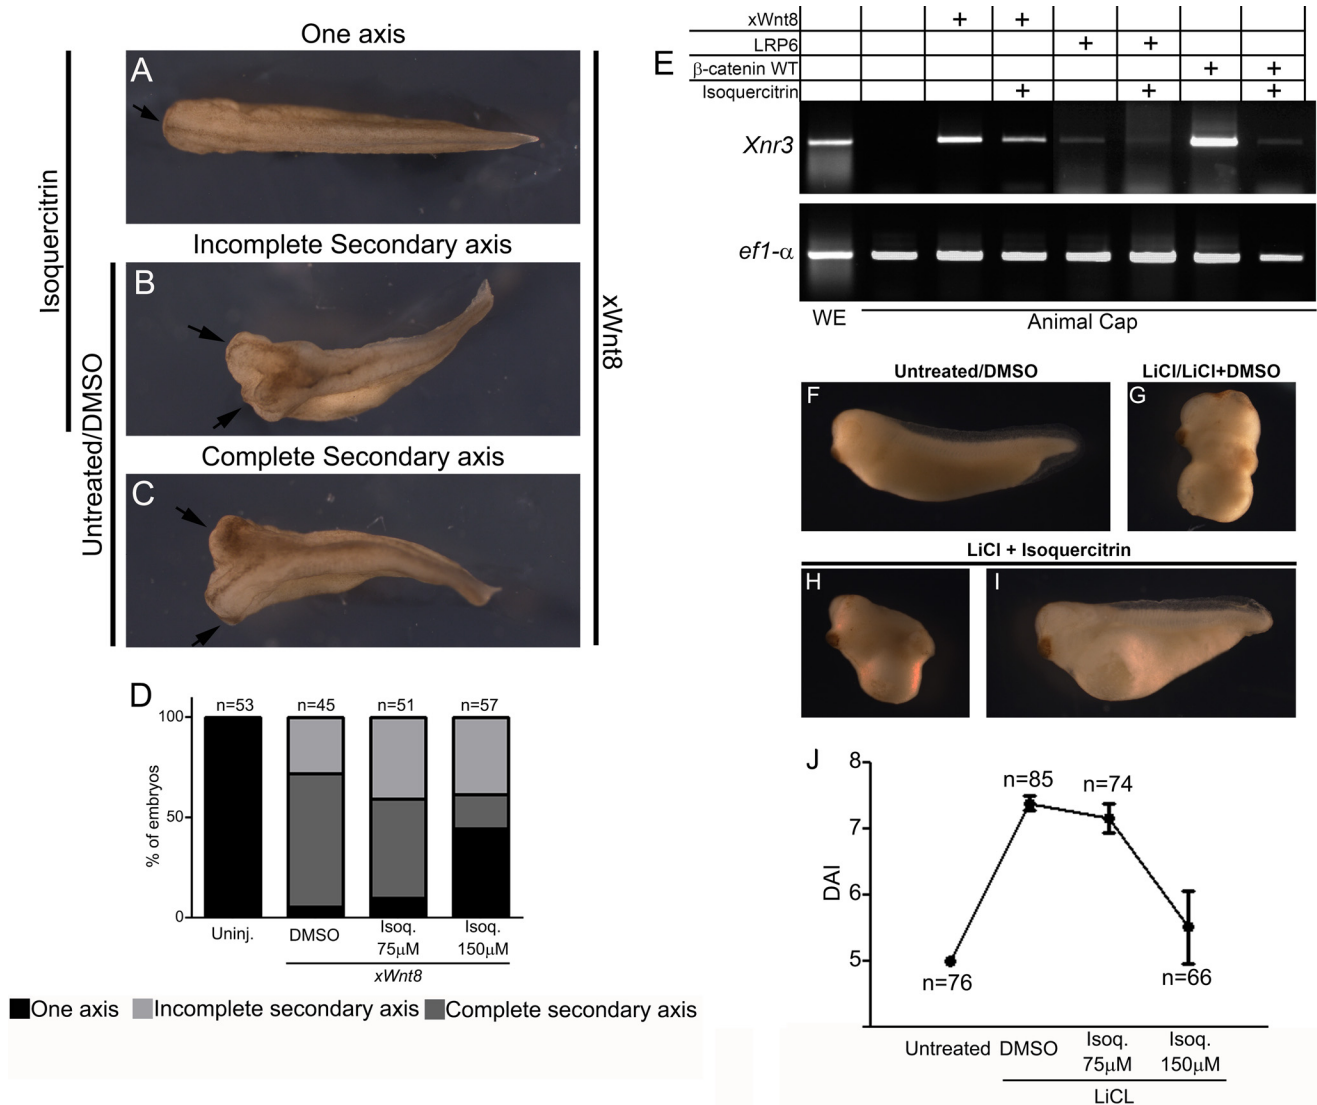 One axis
A
Incomplete Secondary axis
B
Complete Secondary axis
C
Isoquercitrin
Untreated/DMSO
xWnt8
D
n=53 n=45 n=51 n=57
100
50
0
% of embryos
Uninj. DMSO Isoq. 75µM Isoq. 150µM
xWnt8
One axis Incomplete secondary axis Complete secondary axis
E
xWnt8 + +
LRP6 + +
β-catenin WT + +
Isoquercitrin + + +
Xnr3
ef1-α
WE Animal Cap
Untreated/DMSO LiCl/LiCl+DMSO
F G
LiCl + Isoquercitrin
H I
J
8
7
6
5
DAI
n=85 n=74
n=76 n=66
Untreated DMSO Isoq. 75µM Isoq. 150µM
LiCL